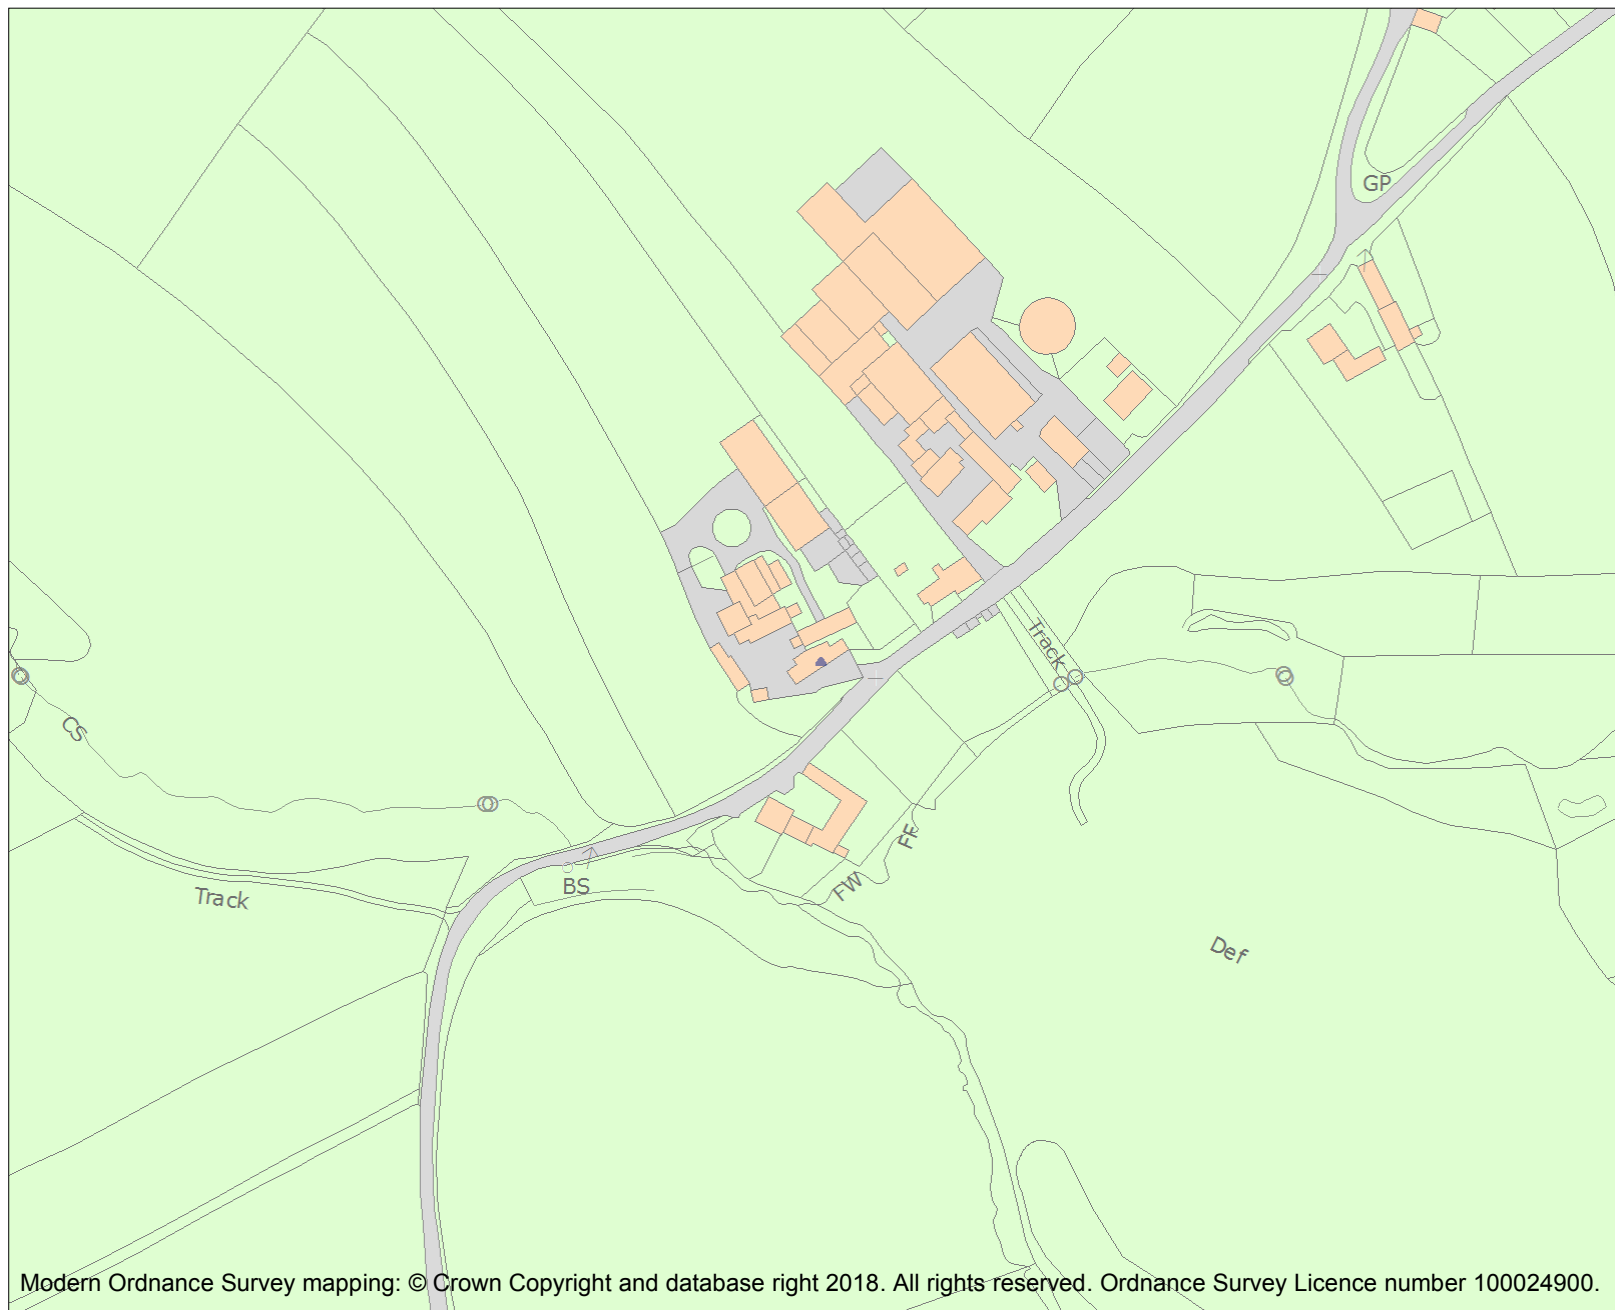 GP
Track
CS
FF
BS
FW
Track
Def
Modern Ordnance Survey mapping: © Crown Copyright and database right 2018. All rights reserved. Ordnance Survey Licence number 100024900.